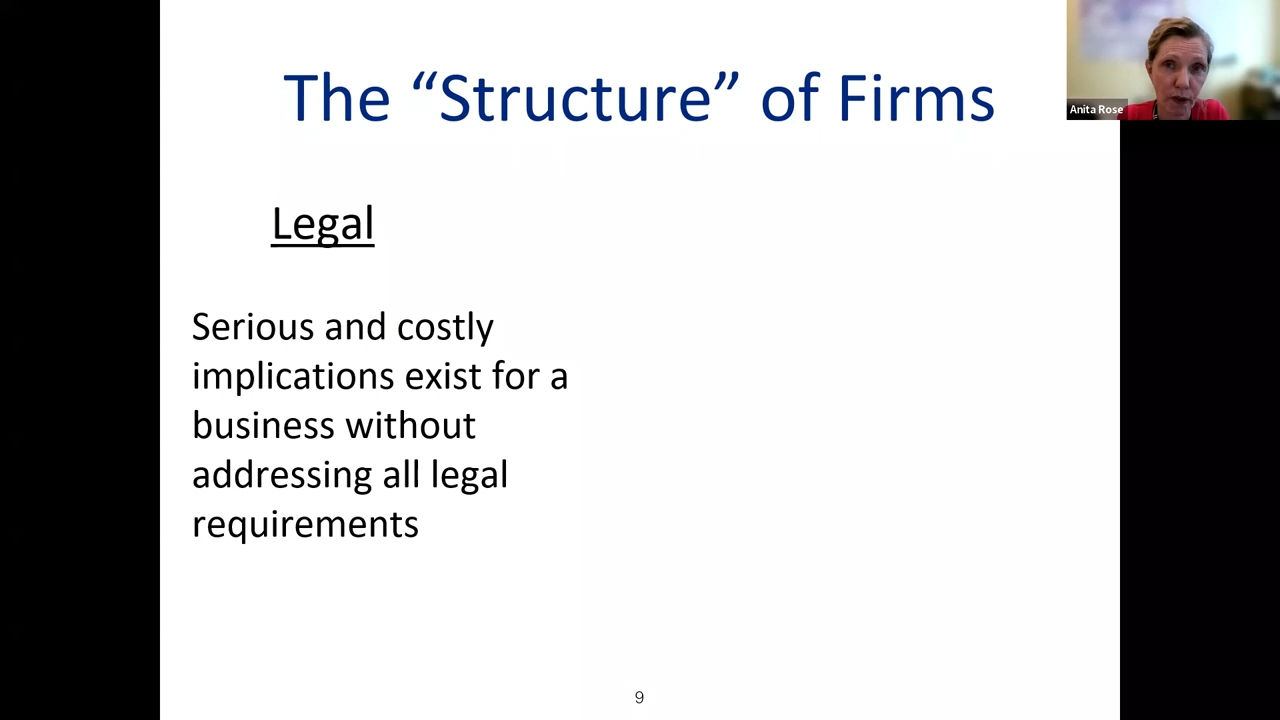 The “Structure” of Firms
Anita Rose
Legal
Serious and costly
implications exist for a
business without
addressing all legal
requirements
9